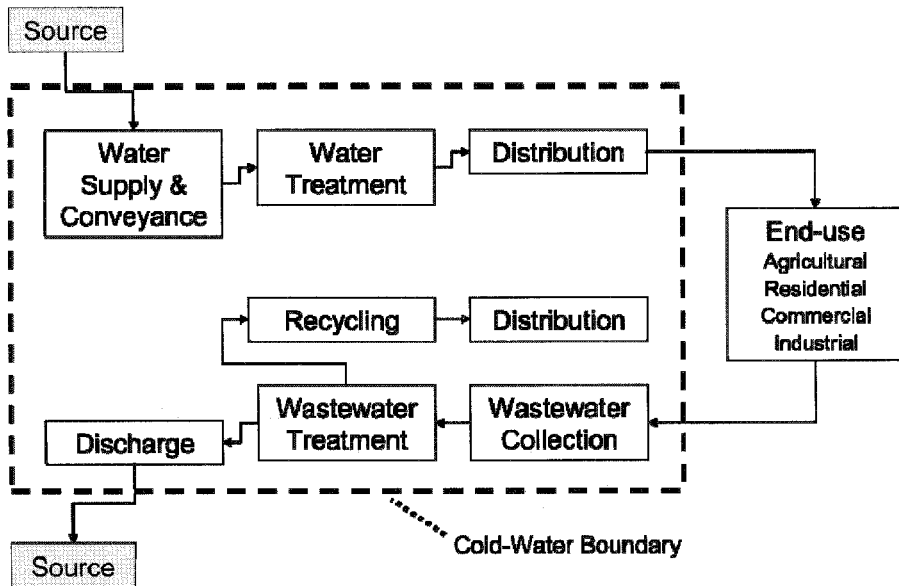 Source
Water
Supply &
Conveyance
Water
Treatment
Distribution
End-use
Agricultural
Residential
Commercial
Industrial
Recycling
Distribution
Wastewater
Treatment
Wastewater
Collection
Discharge
Cold-Water Boundary
Source